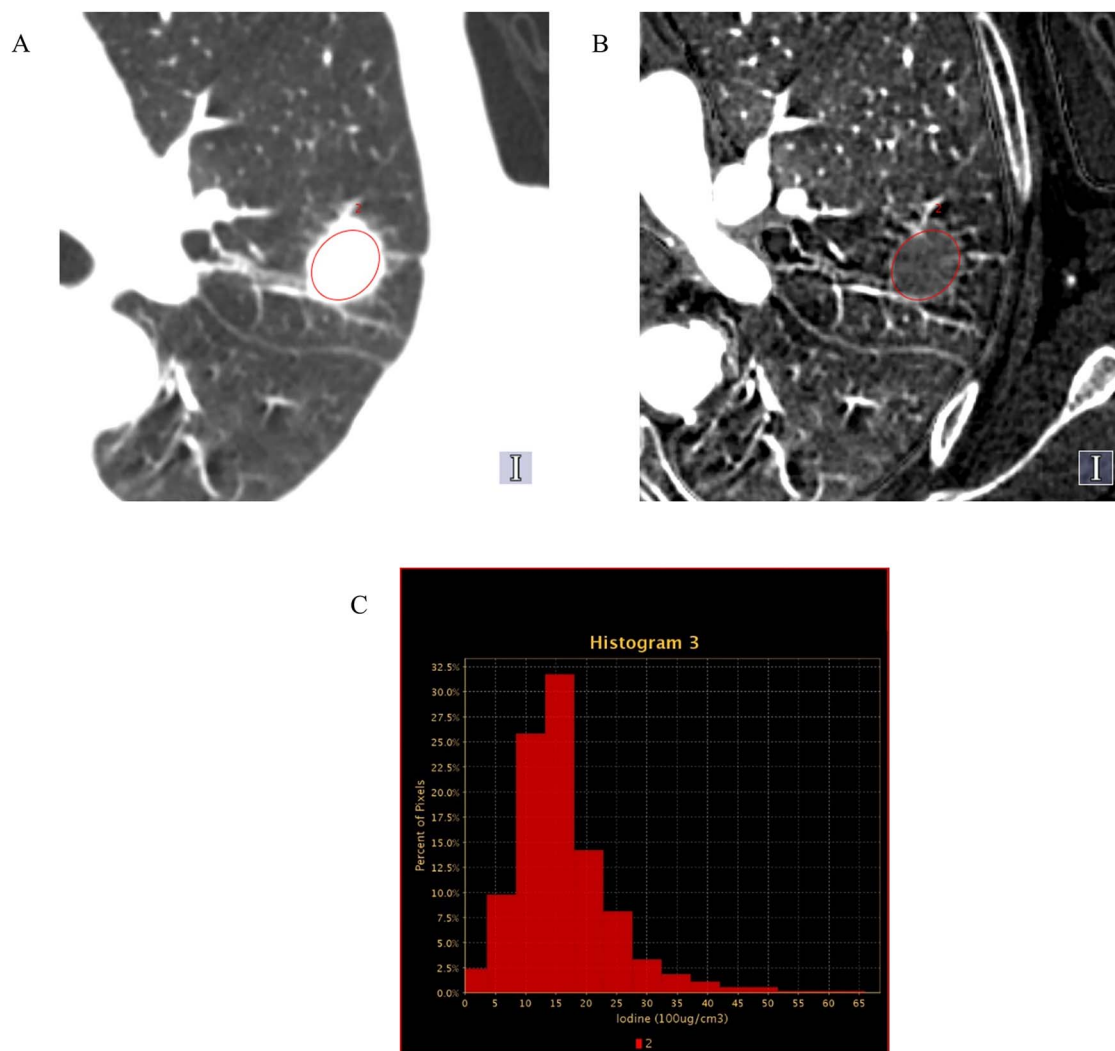 A
B
2
2
I
I
C
Histogram 3
32.5%
30.0%
27.5%
25.0%
22.5%
20.0%
17.5%
15.0%
12.5%
10.0%
7.5%
5.0%
2.5%
0.0%
Percent of Pixels
0 5 10 15 20 25 30 35 40 45 50 55 60 65
Iodine (100ug/cm3)
2